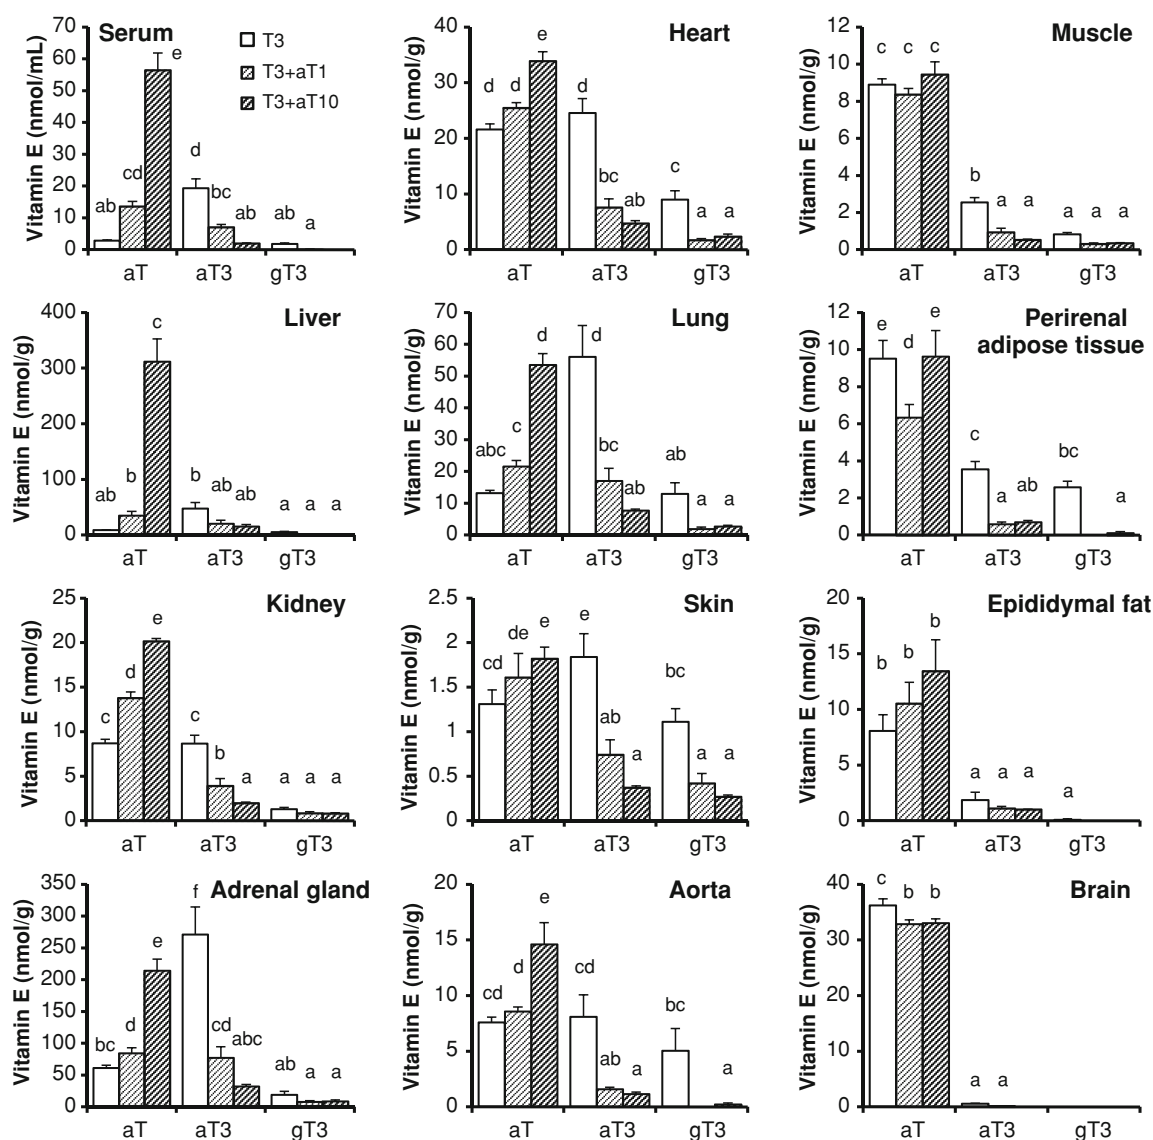 Serum
Vitamin E (nmol/mL)
70
60
50
40
30
20
10
0
T3
T3+aT1
T3+aT10
ab cd e d bc ab ab a
aT aT3 gT3
Heart
Vitamin E (nmol/g)
40
30
20
10
0
d d e d bc ab c a a
aT aT3 gT3
Muscle
Vitamin E (nmol/g)
12
10
8
6
4
2
0
c c c b a a a a a
aT aT3 gT3
Liver
Vitamin E (nmol/g)
400
300
200
100
0
ab b c b ab ab a a a
aT aT3 gT3
Lung
Vitamin E (nmol/g)
70
60
50
40
30
20
10
0
abc c d d bc ab ab a a
aT aT3 gT3
Perirenal
adipose tissue
Vitamin E (nmol/g)
12
10
8
6
4
2
0
e d e c a ab bc a
aT aT3 gT3
Kidney
Vitamin E (nmol/g)
25
20
15
10
5
0
c d e c b a a a a
aT aT3 gT3
Skin
Vitamin E (nmol/g)
2.5
2
1.5
1
0.5
0
cd de e e ab a bc a a
aT aT3 gT3
Epididymal fat
Vitamin E (nmol/g)
20
15
10
5
0
b b b a a a a
aT aT3 gT3
Adrenal gland
Vitamin E (nmol/g)
350
300
250
200
150
100
50
0
bc d e f cd abc ab a a
aT aT3 gT3
Aorta
Vitamin E (nmol/g)
20
15
10
5
0
cd d e cd ab a bc a
aT aT3 gT3
Brain
Vitamin E (nmol/g)
40
30
20
10
0
c b b a a
aT aT3 gT3